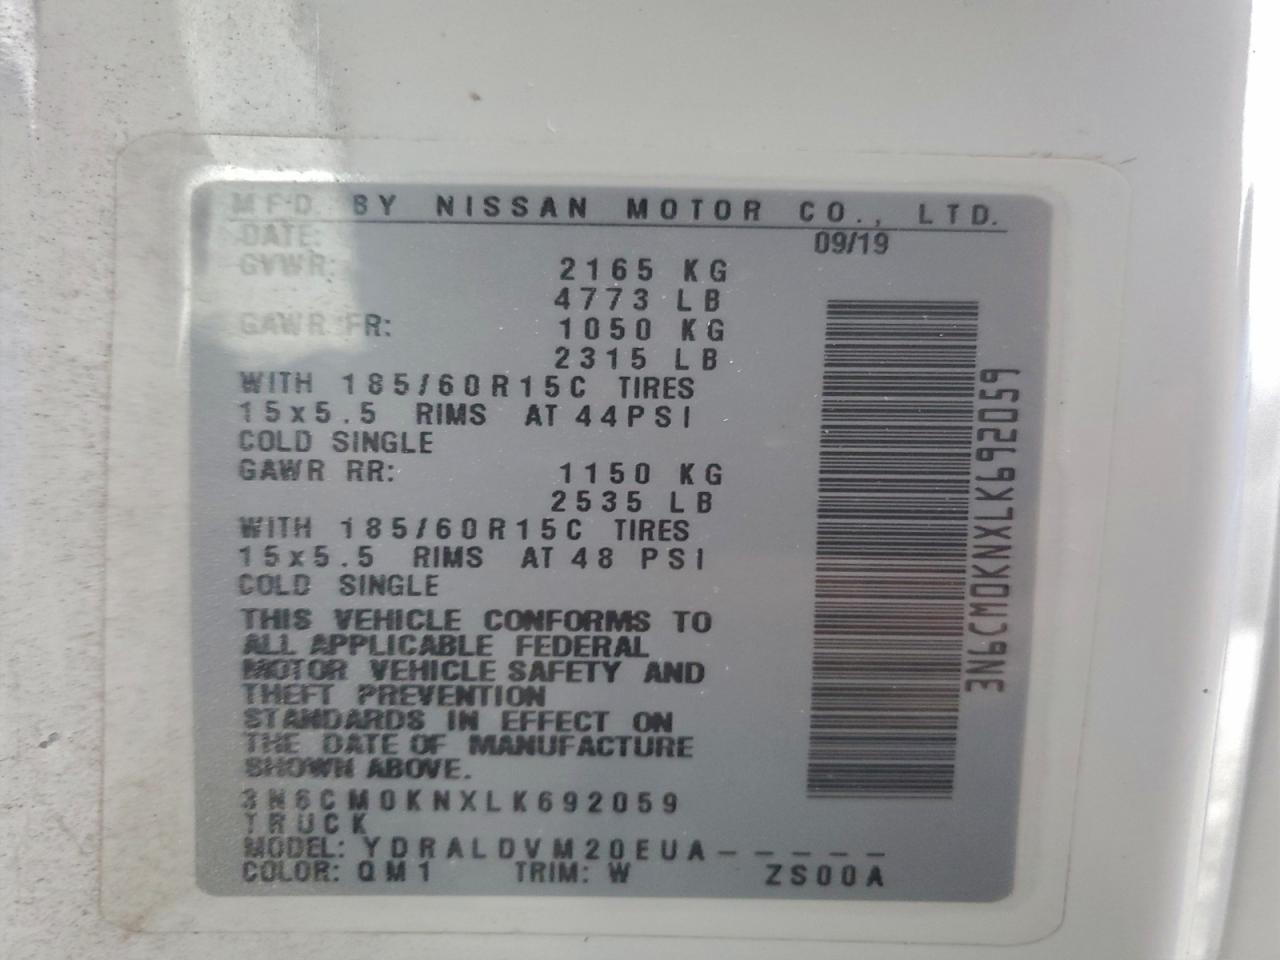 MFD BY NISSAN MOTOR CO., LTD.
DATE: 09/19
GVWR: 2165 KG
4773 LB
GAWR FR: 1050 KG
2315 LB
WITH 185/60R15C TIRES
15x5.5 RIMS AT 44PSI
COLD SINGLE
GAWR RR: 1150 KG
2535 LB
WITH 185/60R15C TIRES
15x5.5 RIMS AT 48 PSI
COLD SINGLE
THIS VEHICLE CONFORMS TO
ALL APPLICABLE FEDERAL
MOTOR VEHICLE SAFETY AND
THEFT PREVENTION
STANDARDS IN EFFECT ON
THE DATE OF MANUFACTURE
SHOWN ABOVE.
3N6CM0KNXLK692059
TRUCK
MODEL: YDRALDVM20EUA-----
COLOR: QM1 TRIM: W ZS00A
3N6CM0KNXLK692059